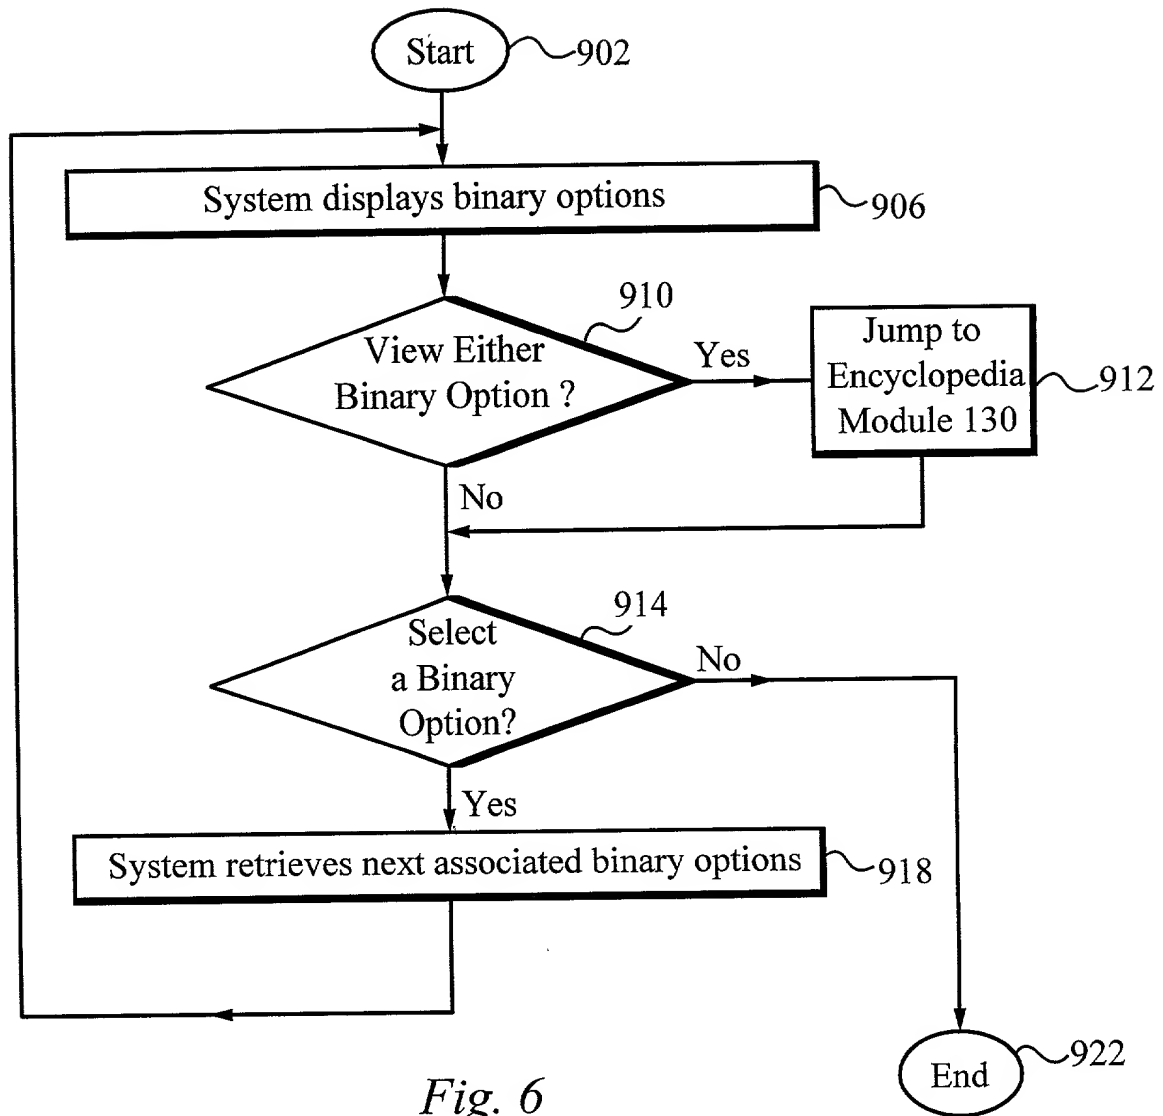 Start
902
System displays binary options
906
910
View Either
Binary Option ?
Yes
Jump to
Encyclopedia
Module 130
912
No
914
Select
a Binary
Option?
No
Yes
System retrieves next associated binary options
918
End
922
Fig. 6